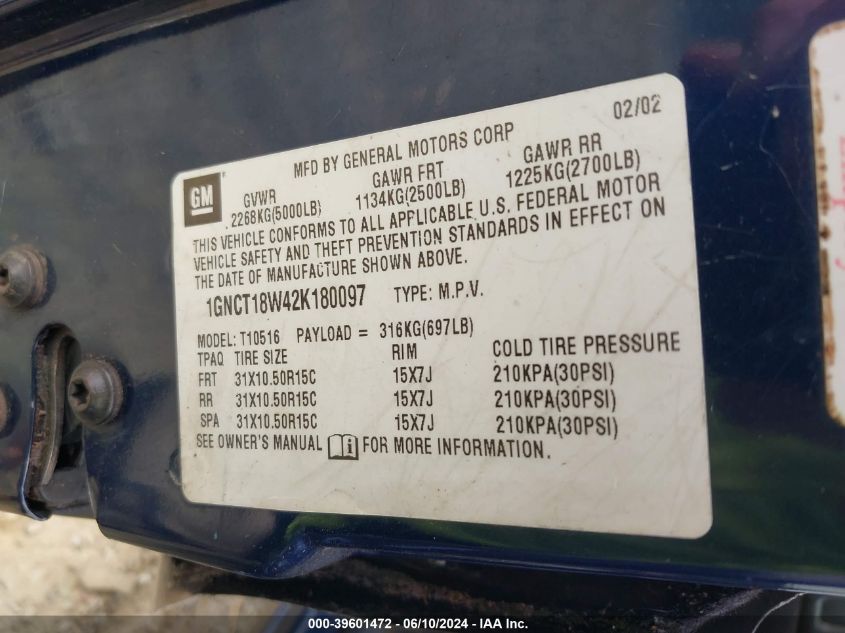 02/02
MFD BY GENERAL MOTORS CORP
GM
GVWR GAWR FRT GAWR RR
2268KG(5000LB) 1134KG(2500LB) 1225KG(2700LB)
THIS VEHICLE CONFORMS TO ALL APPLICABLE U.S. FEDERAL MOTOR
VEHICLE SAFETY AND THEFT PREVENTION STANDARDS IN EFFECT ON
THE DATE OF MANUFACTURE SHOWN ABOVE.
1GNCT18W42K180097 TYPE: M.P.V.
MODEL: T10516 PAYLOAD = 316KG(697LB)
TPAQ TIRE SIZE RIM COLD TIRE PRESSURE
FRT 31X10.50R15C 15X7J 210KPA(30PSI)
RR 31X10.50R15C 15X7J 210KPA(30PSI)
SPA 31X10.50R15C 15X7J 210KPA(30PSI)
SEE OWNER'S MANUAL i FOR MORE INFORMATION.
000-39601472 - 06/10/2024 - IAA Inc.